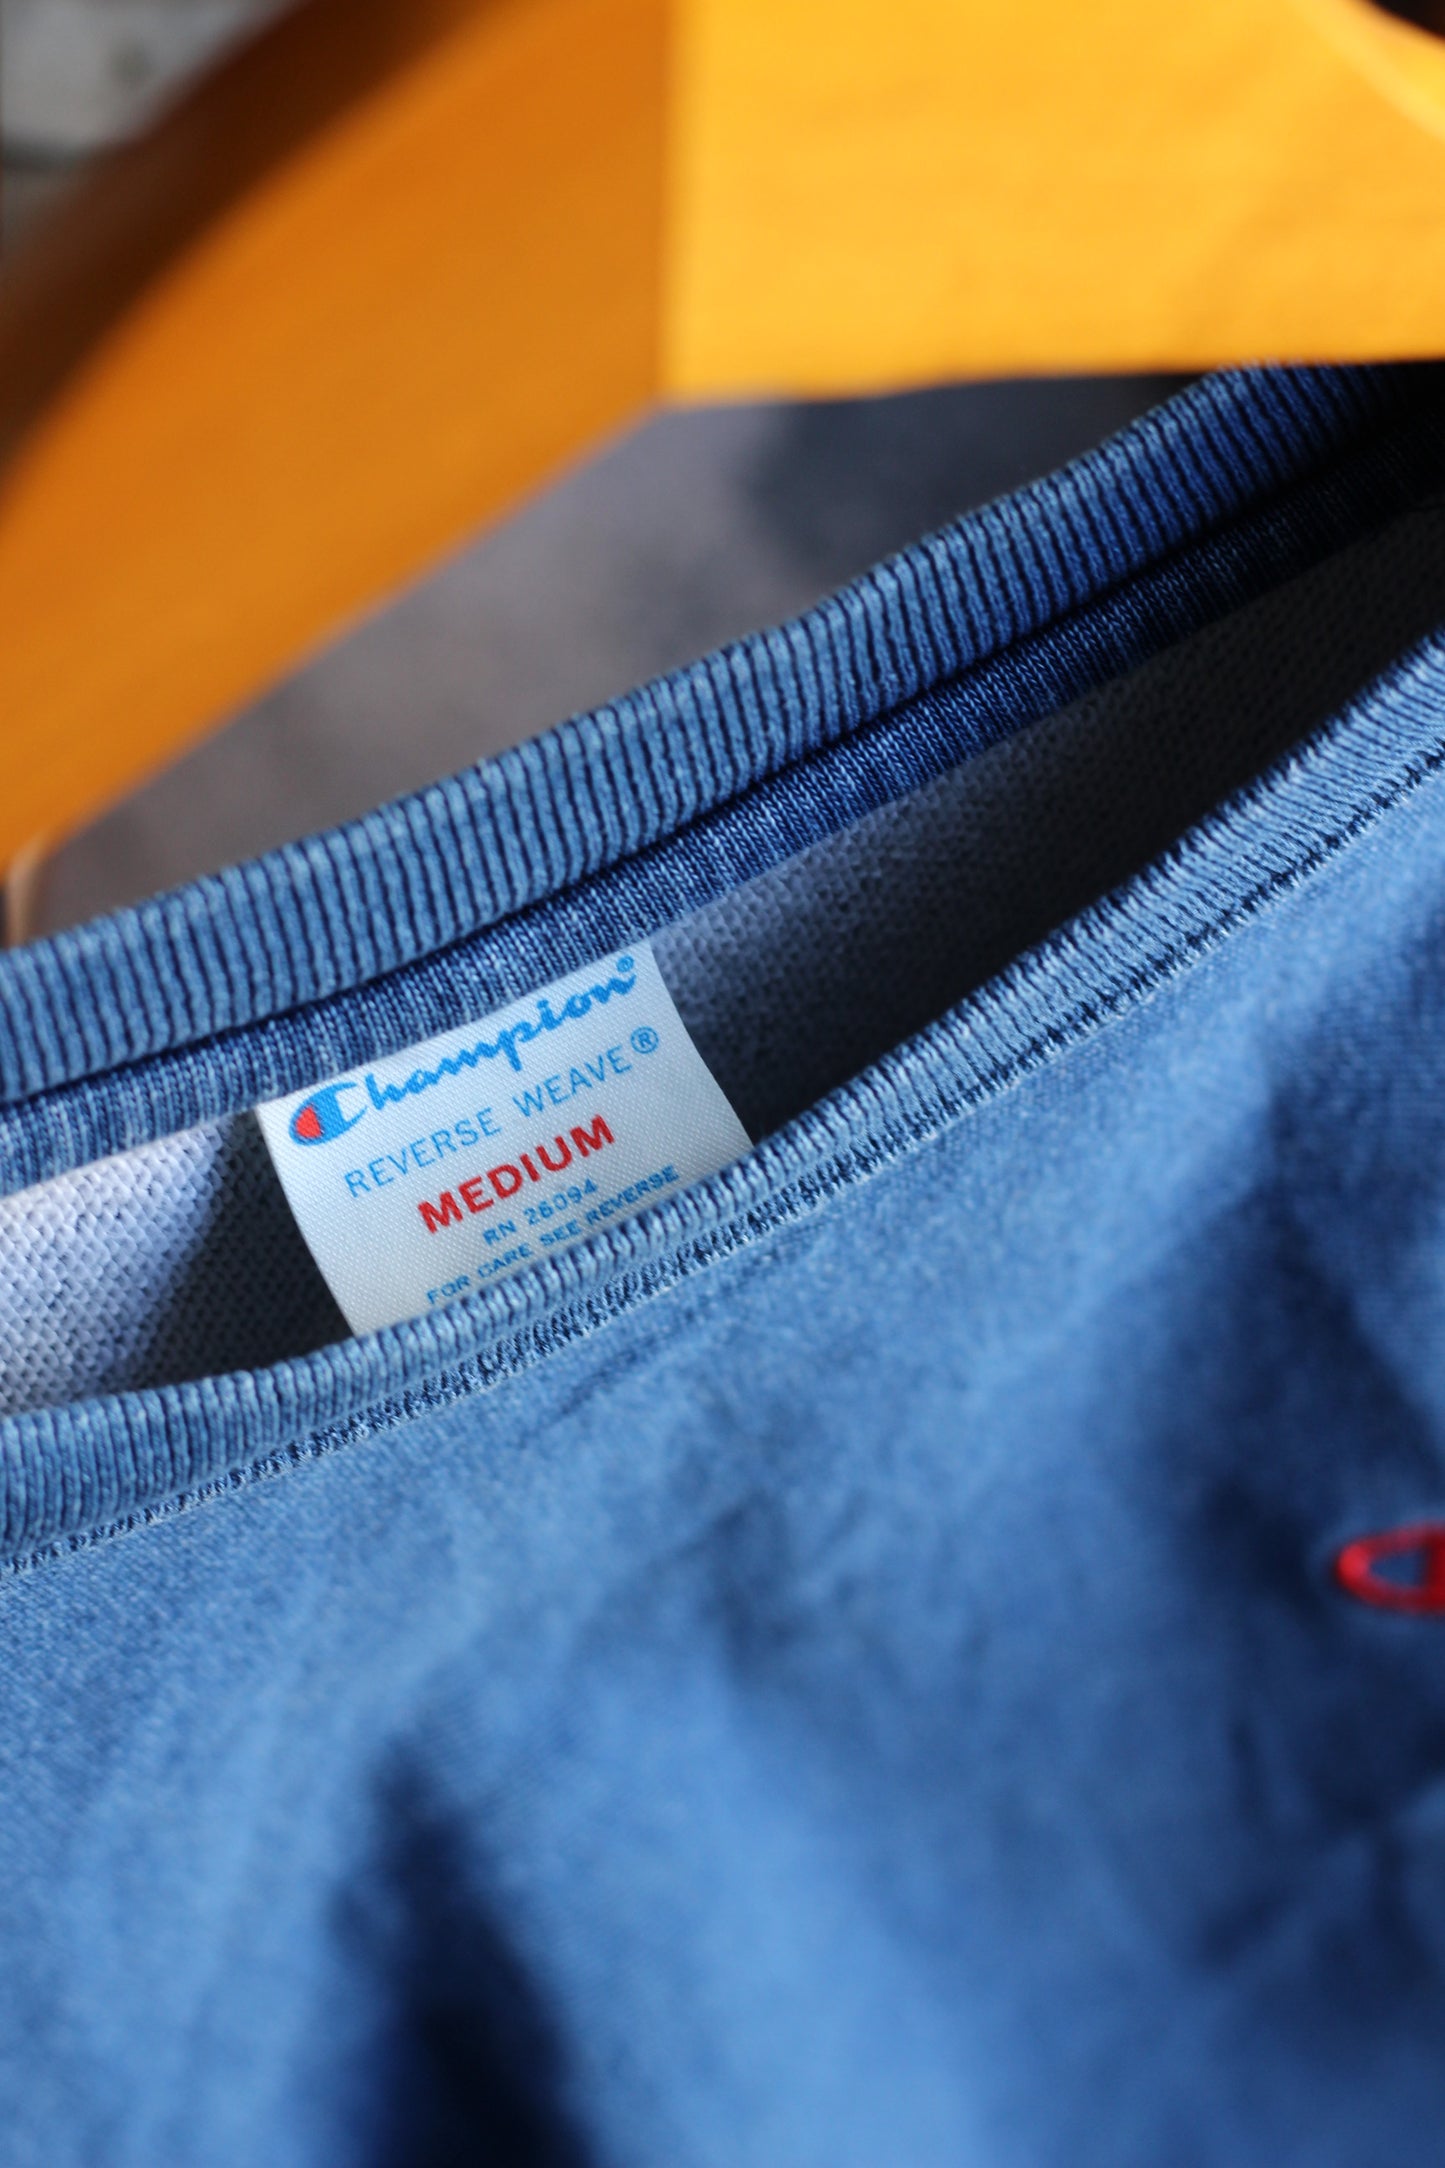 Champion®
REVERSE WEAVE®
MEDIUM
RN 26094
FOR CARE SEE REVERSE